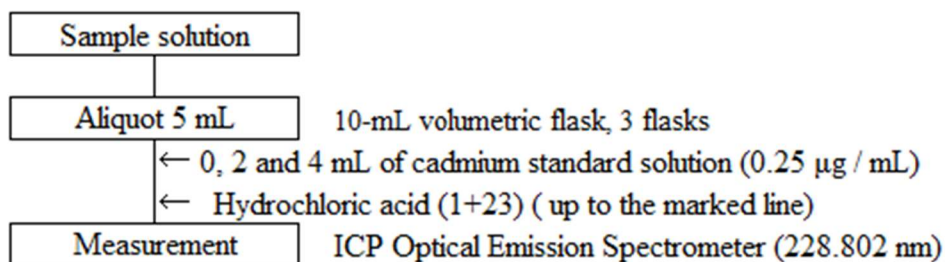 Sample solution
Aliquot 5 mL 10-mL volumetric flask, 3 flasks
← 0, 2 and 4 mL of cadmium standard solution (0.25 µg / mL)
← Hydrochloric acid (1+23) ( up to the marked line)
Measurement ICP Optical Emission Spectrometer (228.802 nm)